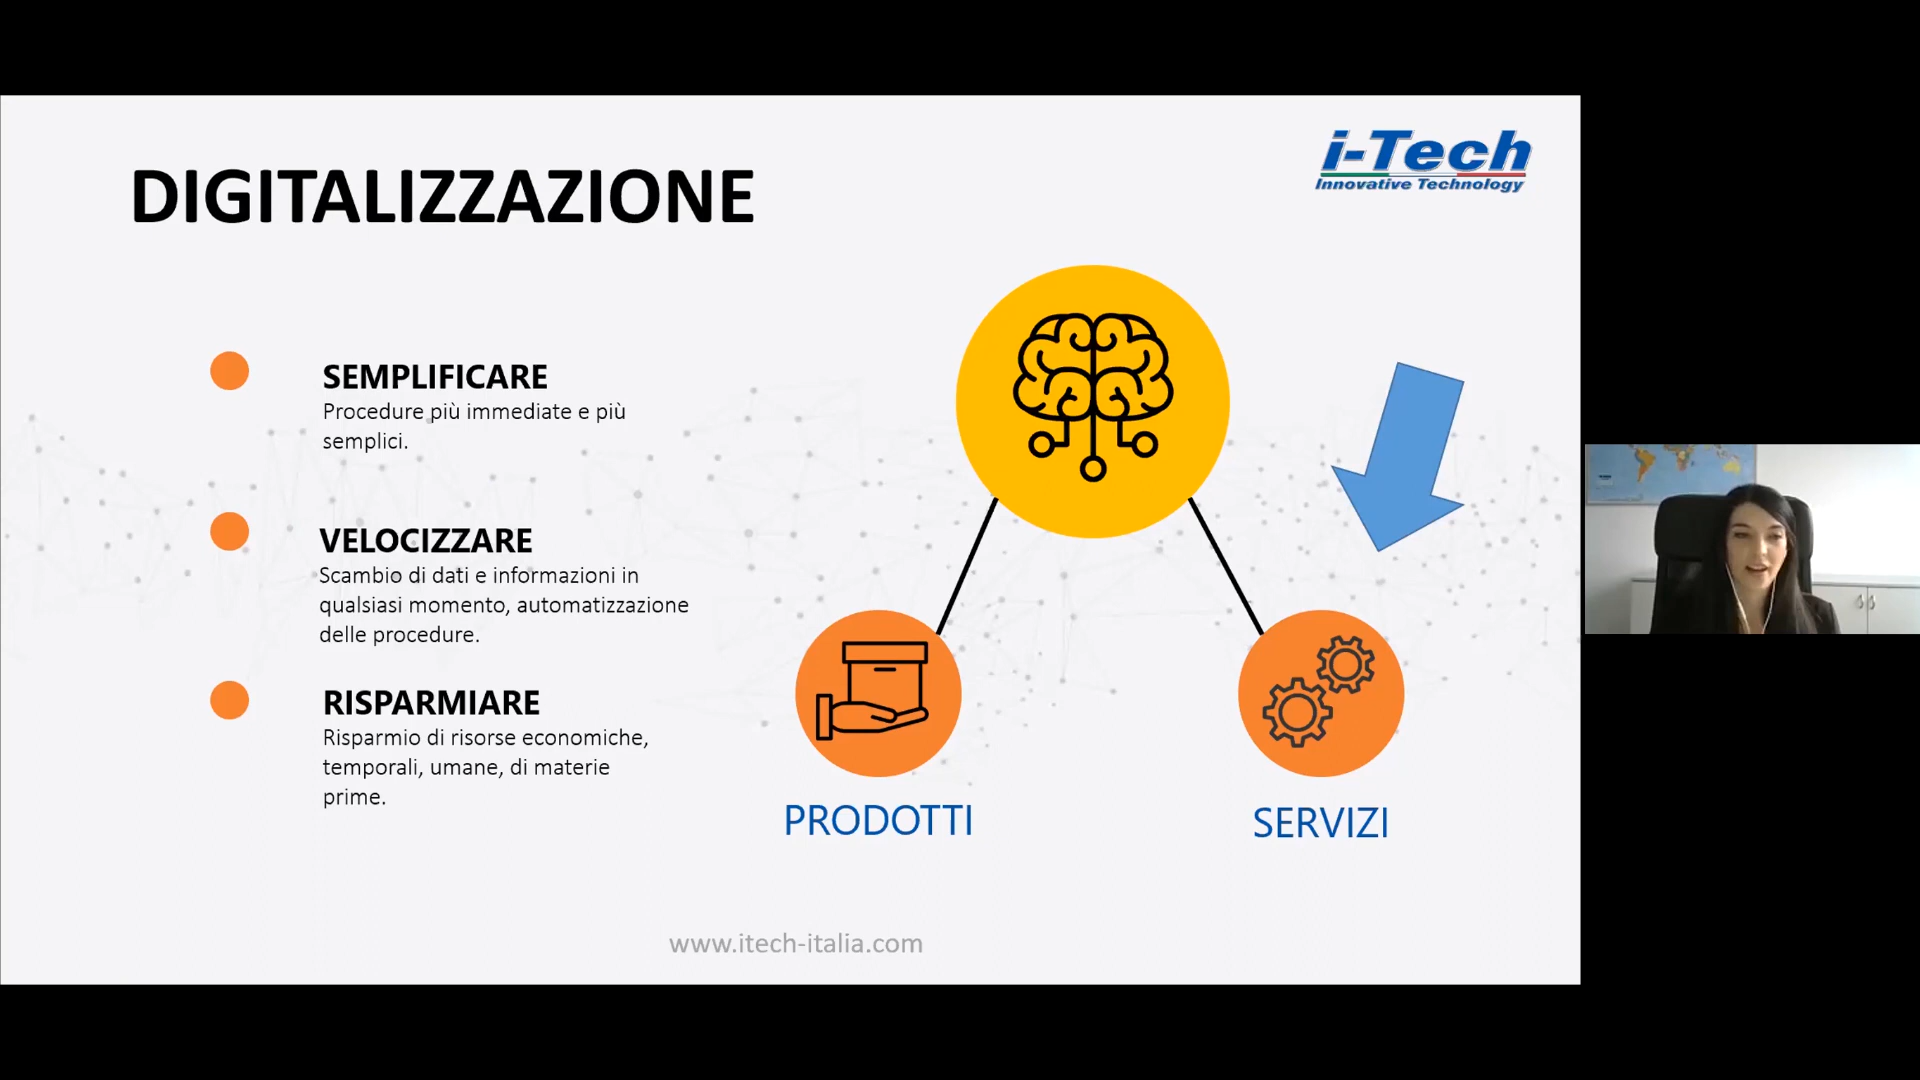 DIGITALIZZAZIONE
i-Tech
Innovative Technology
SEMPLIFICARE
Procedure più immediate e più
semplici.
VELOCIZZARE
Scambio di dati e informazioni in
qualsiasi momento, automatizzazione
delle procedure.
RISPARMIARE
Risparmio di risorse economiche,
temporali, umane, di materie
prime.
PRODOTTI
SERVIZI
www.itech-italia.com